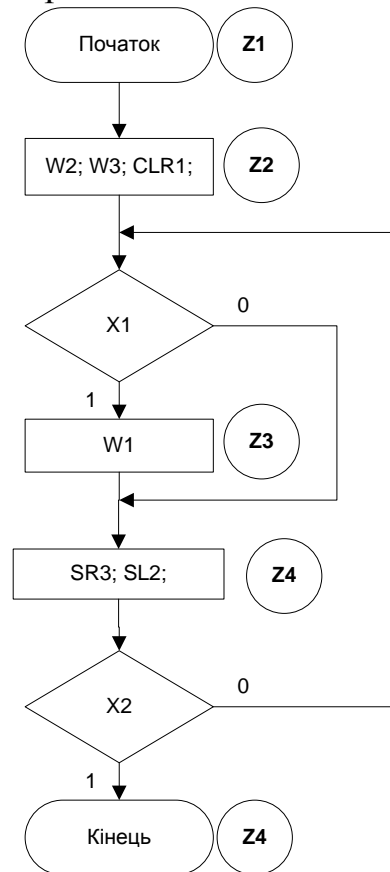 Початок Z1
W2; W3; CLR1; Z2
X1 0
1
W1 Z3
SR3; SL2; Z4
X2 0
1
Кінець Z4